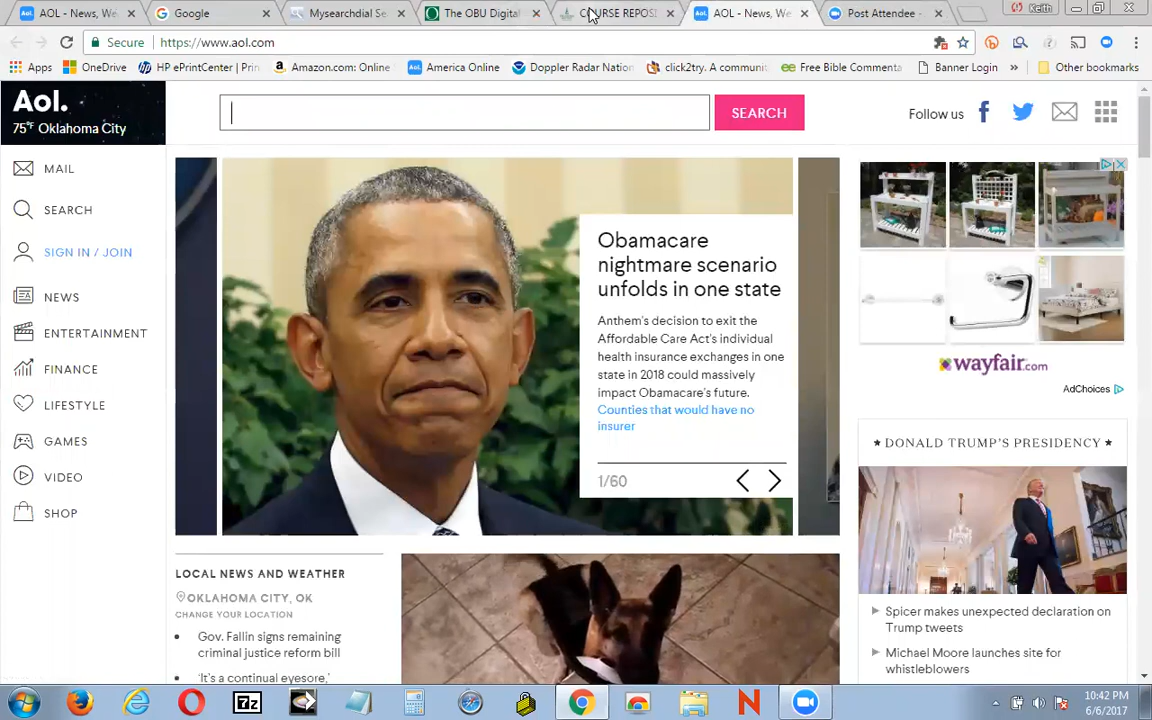 AOL - News, We
Google
Mysearchdial Se
The OBU Digital
COURSE REPOSI
AOL - News, We
Post Attendee -
Keith
Secure
https://www.aol.com
Apps
OneDrive
HP ePrintCenter | Prin
Amazon.com: Online
America Online
Doppler Radar Nation
click2try. A communit
Free Bible Commenta
Banner Login
»
Other bookmarks
Aol.
75°F Oklahoma City
SEARCH
Follow us
MAIL
SEARCH
SIGN IN / JOIN
NEWS
ENTERTAINMENT
FINANCE
LIFESTYLE
GAMES
VIDEO
SHOP
Obamacare
nightmare scenario
unfolds in one state
Anthem's decision to exit the
Affordable Care Act's individual
health insurance exchanges in one
state in 2018 could massively
impact Obamacare's future.
Counties that would have no
insurer
1/60
wayfair.com
AdChoices
★ DONALD TRUMP'S PRESIDENCY ★
Spicer makes unexpected declaration on
Trump tweets
Michael Moore launches site for
whistleblowers
LOCAL NEWS AND WEATHER
OKLAHOMA CITY, OK
CHANGE YOUR LOCATION
Gov. Fallin signs remaining
criminal justice reform bill
'It's a continual eyesore,'
7z
10:42 PM
6/6/2017